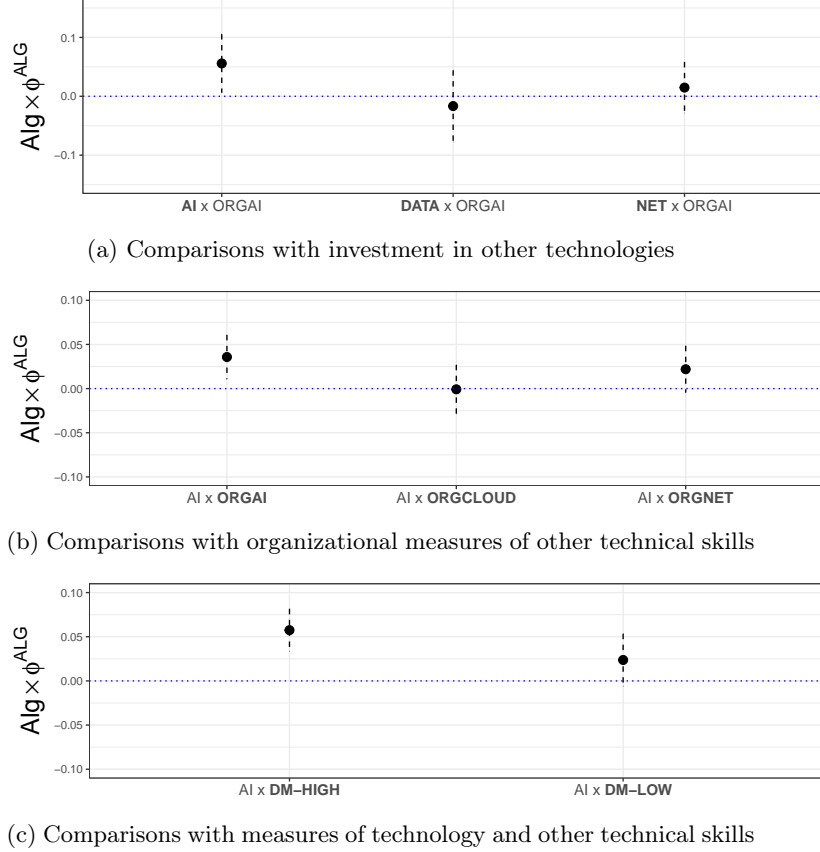 Alg × ϕ^ALG
0.1
0.0
−0.1
AI x ORGAI
DATA x ORGAI
NET x ORGAI
(a) Comparisons with investment in other technologies
Alg × ϕ^ALG
0.10
0.05
0.00
−0.05
−0.10
AI x ORGAI
AI x ORGCLOUD
AI x ORGNET
(b) Comparisons with organizational measures of other technical skills
Alg × ϕ^ALG
0.10
0.05
0.00
−0.05
−0.10
AI x DM−HIGH
AI x DM−LOW
(c) Comparisons with measures of technology and other technical skills